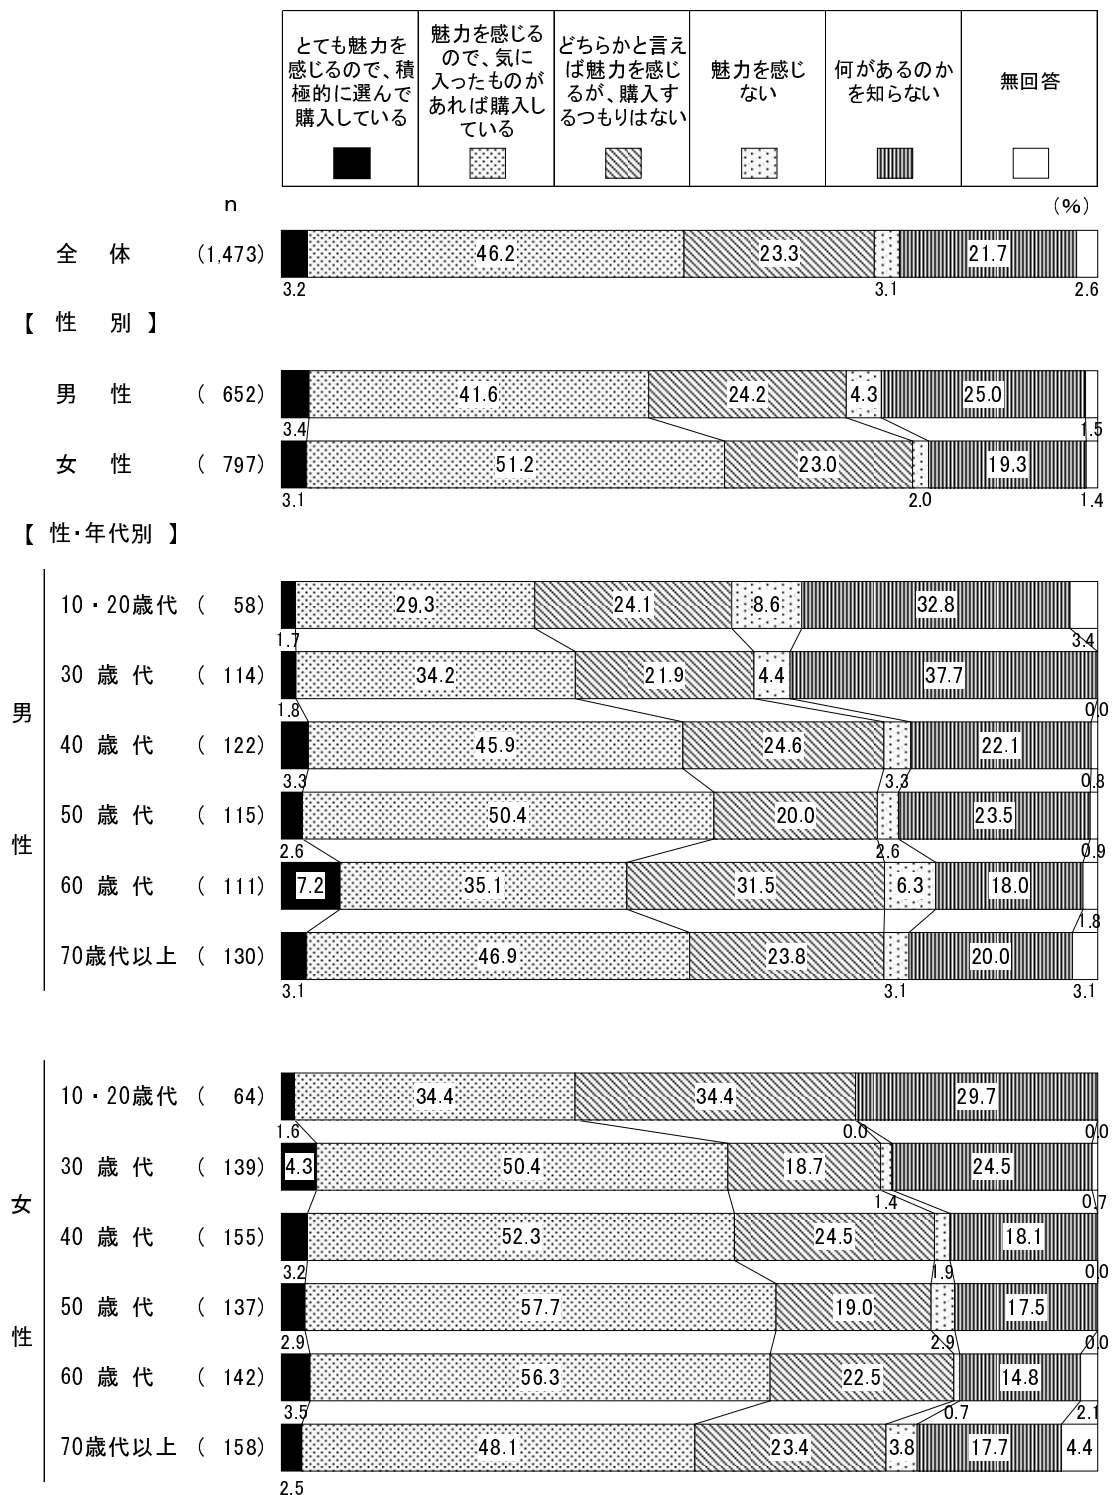 とても魅力を
感じるので、積
極的に選んで
購入している
魅力を感じる
ので、気に
入ったものが
あれば購入し
ている
どちらかと言え
ば魅力を感じ
るが、購入す
るつもりはない
魅力を感じ
ない
何があるのか
を知らない
無回答
n
(%)
全 体 (1,473) 46.2 23.3 21.7
3.2 3.1 2.6
【 性 別 】
男 性 ( 652) 41.6 24.2 4.3 25.0
3.4 1.5
女 性 ( 797) 51.2 23.0 19.3
3.1 2.0 1.4
【 性・年代別 】
男 性
10・20歳代 ( 58) 29.3 24.1 8.6 32.8
1.7 3.4
30 歳 代 ( 114) 34.2 21.9 4.4 37.7
1.8 0.0
40 歳 代 ( 122) 45.9 24.6 22.1
3.3 3.3 0.8
50 歳 代 ( 115) 50.4 20.0 23.5
2.6 2.6 0.9
60 歳 代 ( 111) 7.2 35.1 31.5 6.3 18.0
1.8
70歳代以上 ( 130) 46.9 23.8 20.0
3.1 3.1 3.1
女 性
10・20歳代 ( 64) 34.4 34.4 29.7
1.6 0.0 0.0
30 歳 代 ( 139) 4.3 50.4 18.7 24.5
1.4 0.7
40 歳 代 ( 155) 52.3 24.5 18.1
3.2 1.9 0.0
50 歳 代 ( 137) 57.7 19.0 17.5
2.9 2.9 0.0
60 歳 代 ( 142) 56.3 22.5 14.8
3.5 0.7 2.1
70歳代以上 ( 158) 48.1 23.4 3.8 17.7 4.4
2.5